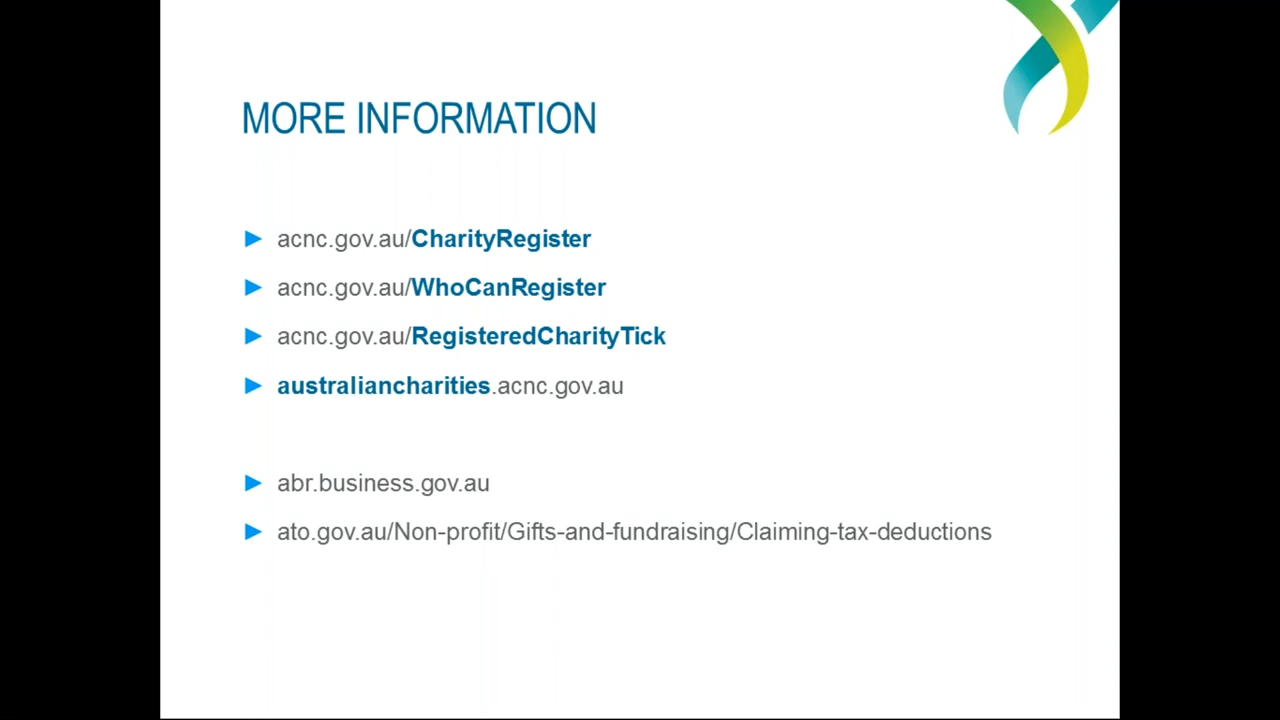 MORE INFORMATION
► acnc.gov.au/CharityRegister
► acnc.gov.au/WhoCanRegister
► acnc.gov.au/RegisteredCharityTick
► australiancharities.acnc.gov.au
► abr.business.gov.au
► ato.gov.au/Non-profit/Gifts-and-fundraising/Claiming-tax-deductions